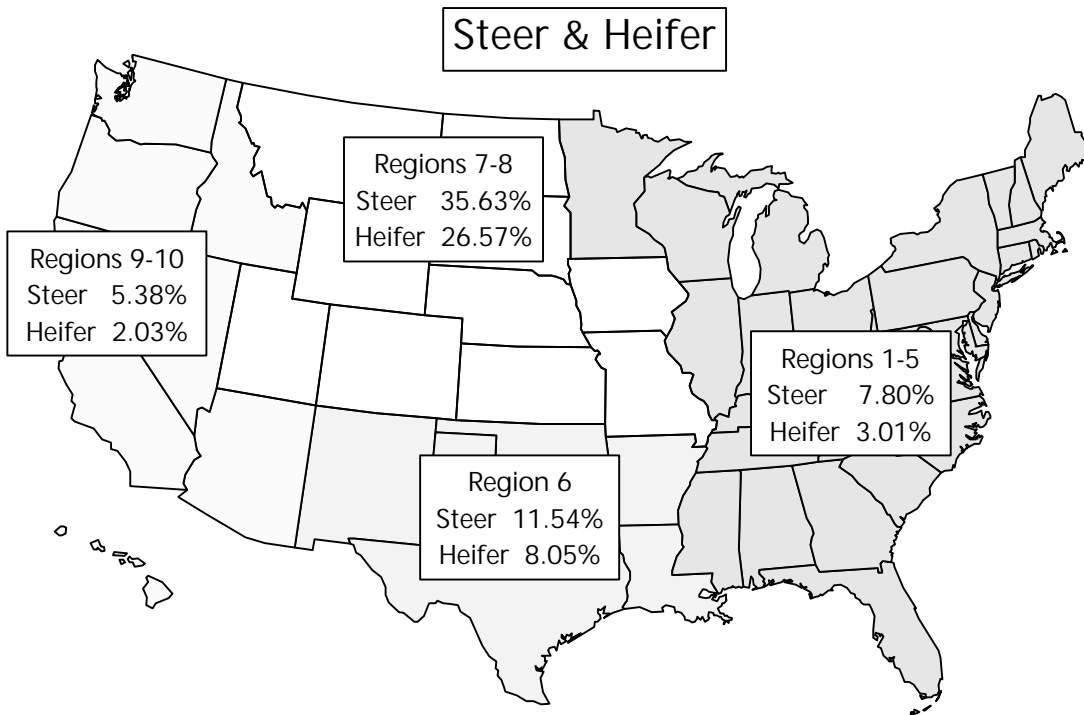 Steer & Heifer
Regions 7-8
Steer 35.63%
Heifer 26.57%
Regions 9-10
Steer 5.38%
Heifer 2.03%
Regions 1-5
Steer 7.80%
Heifer 3.01%
Region 6
Steer 11.54%
Heifer 8.05%